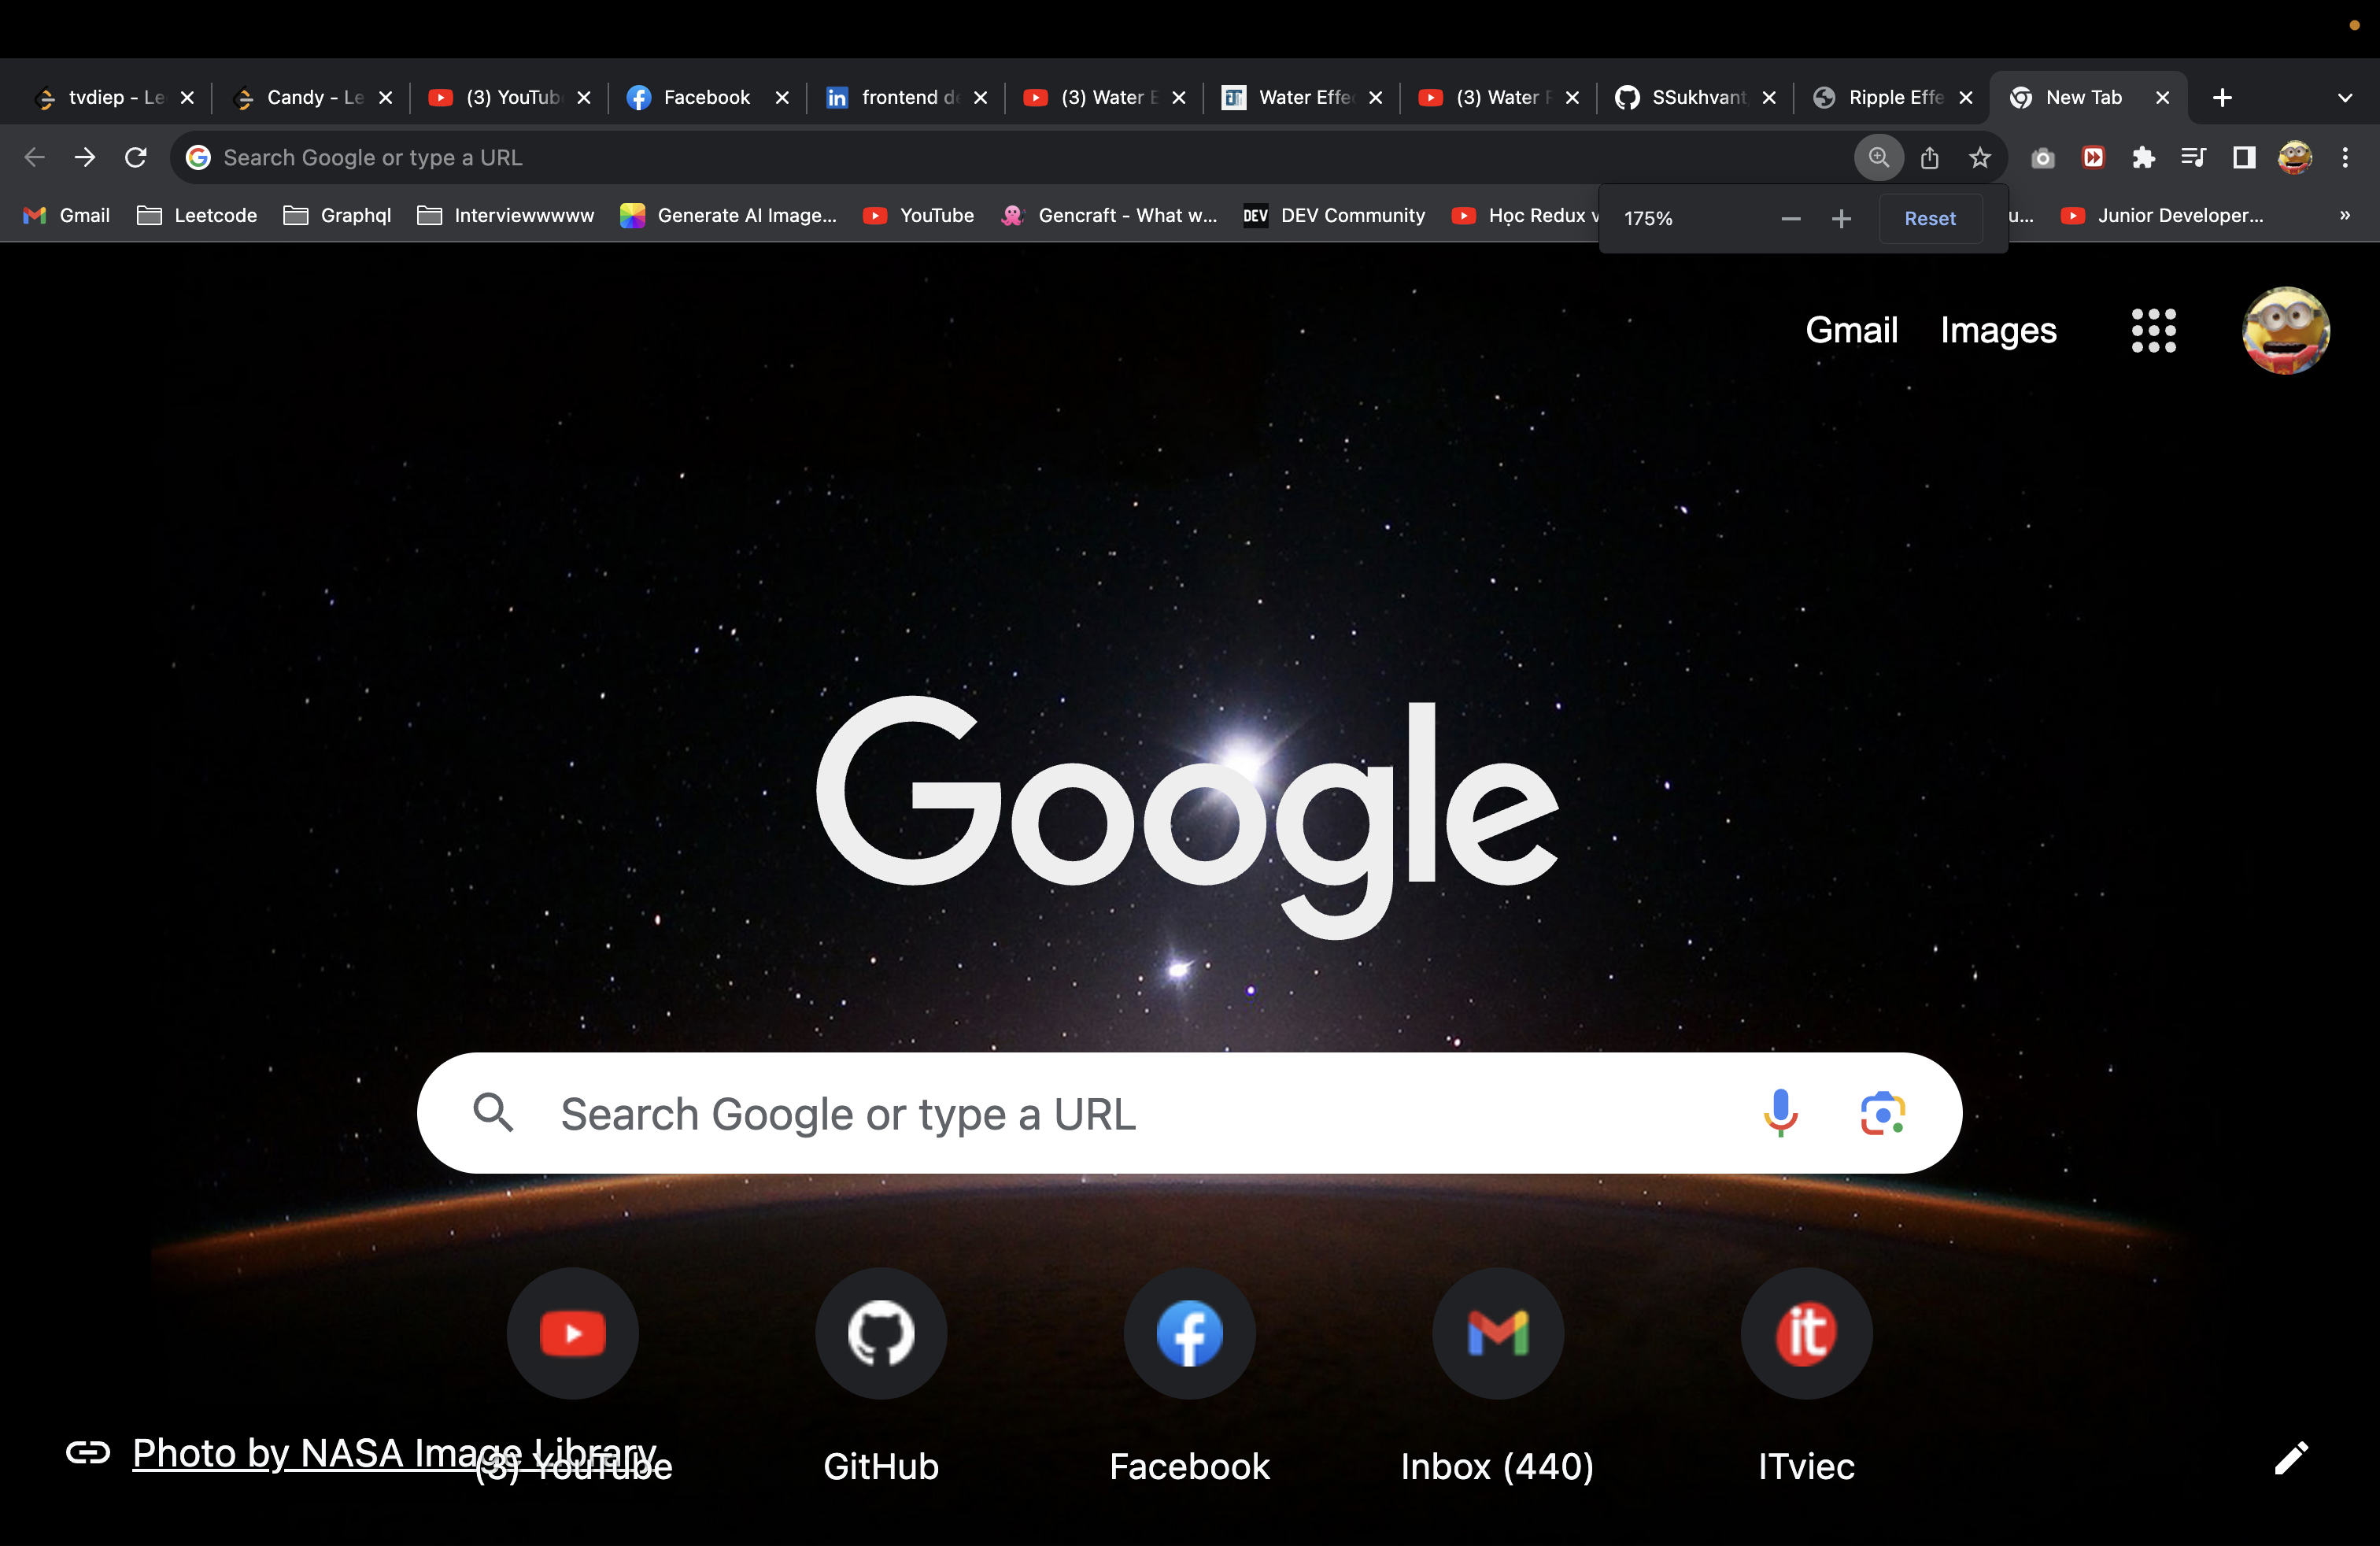 tvdiep - Le
Candy - Le
(3) YouTub
Facebook
frontend de
(3) Water E
Water Effe
(3) Water
SSukhvant
Ripple Effe
New Tab
Search Google or type a URL
Gmail
Leetcode
Graphql
Interviewwwww
Generate AI Image...
YouTube
Gencraft - What w...
DEV
DEV Community
Học Redux v
u...
Junior Developer...
»
175%
Reset
Gmail
Images
Google
Search Google or type a URL
it
Photo by NASA Image Library
(3) YouTube
GitHub
Facebook
Inbox (440)
ITviec